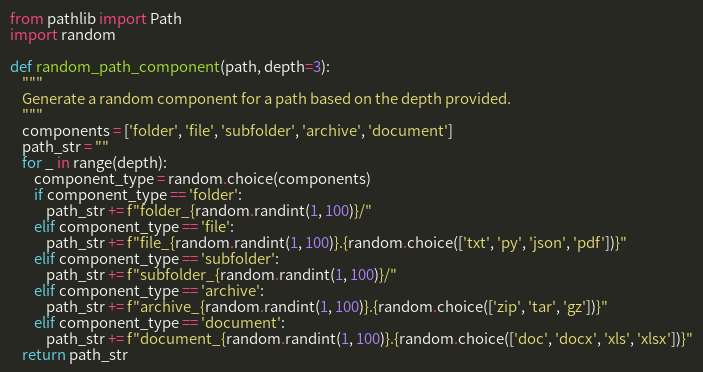 from pathlib import Path
import random

def random_path_component(path, depth=3):
    """
    Generate a random component for a path based on the depth provided.
    """
    components = ['folder', 'file', 'subfolder', 'archive', 'document']
    path_str = ""
    for _ in range(depth):
        component_type = random.choice(components)
        if component_type == 'folder':
            path_str += f"folder_{random.randint(1, 100)}/"
        elif component_type == 'file':
            path_str += f"file_{random.randint(1, 100)}.{random.choice(['txt', 'py', 'json', 'pdf'])}"
        elif component_type == 'subfolder':
            path_str += f"subfolder_{random.randint(1, 100)}/"
        elif component_type == 'archive':
            path_str += f"archive_{random.randint(1, 100)}.{random.choice(['zip', 'tar', 'gz'])}"
        elif component_type == 'document':
            path_str += f"document_{random.randint(1, 100)}.{random.choice(['doc', 'docx', 'xls', 'xlsx'])}"
    return path_str